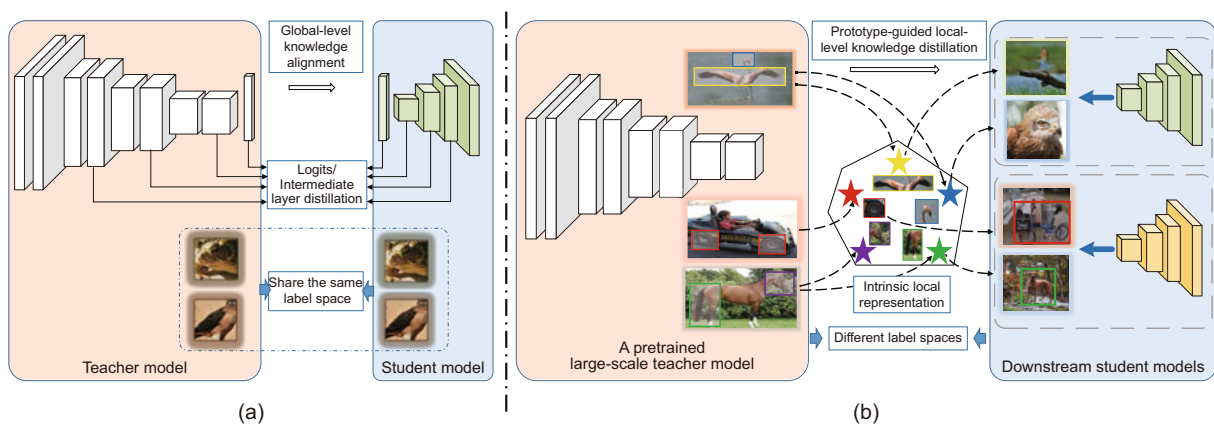 Global-level
knowledge
alignment
Logits/
Intermediate
layer distillation
Share the same
label space
Teacher model
Student model
(a)
Prototype-guided local-
level knowledge distillation
Intrinsic local
representation
A pretrained
large-scale teacher model
Different label spaces
Downstream student models
(b)